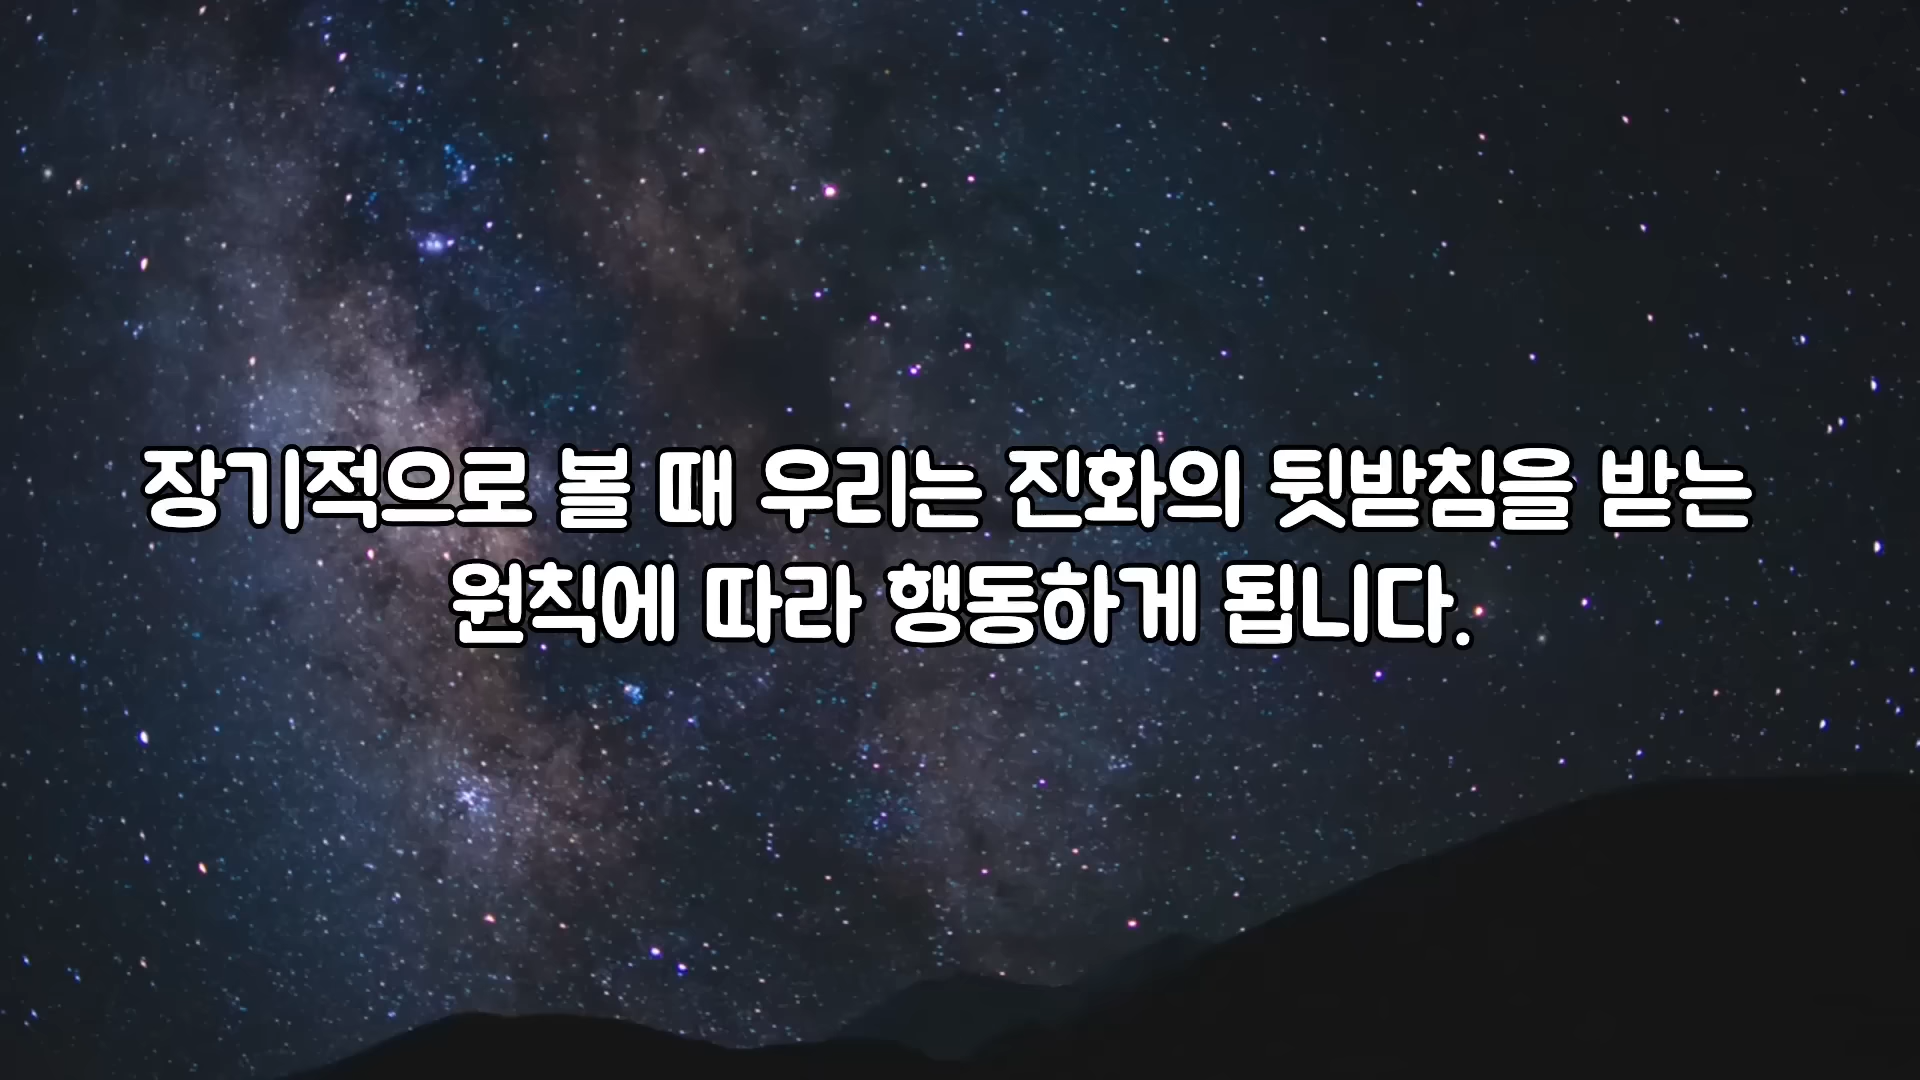 장기적으로 볼 때 우리는 진화의 뒷받침을 받는
원칙에 따라 행동하게 됩니다.